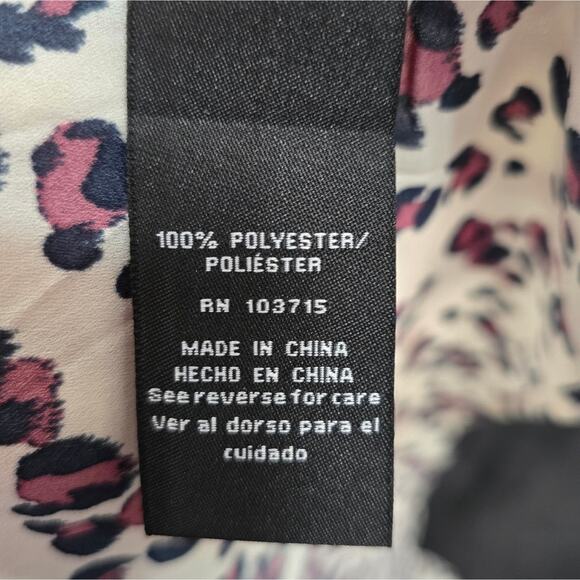 100% POLYESTER/
POLIÉSTER
RN 103715
MADE IN CHINA
HECHO EN CHINA
See reverse for care
Ver al dorso para el
cuidado